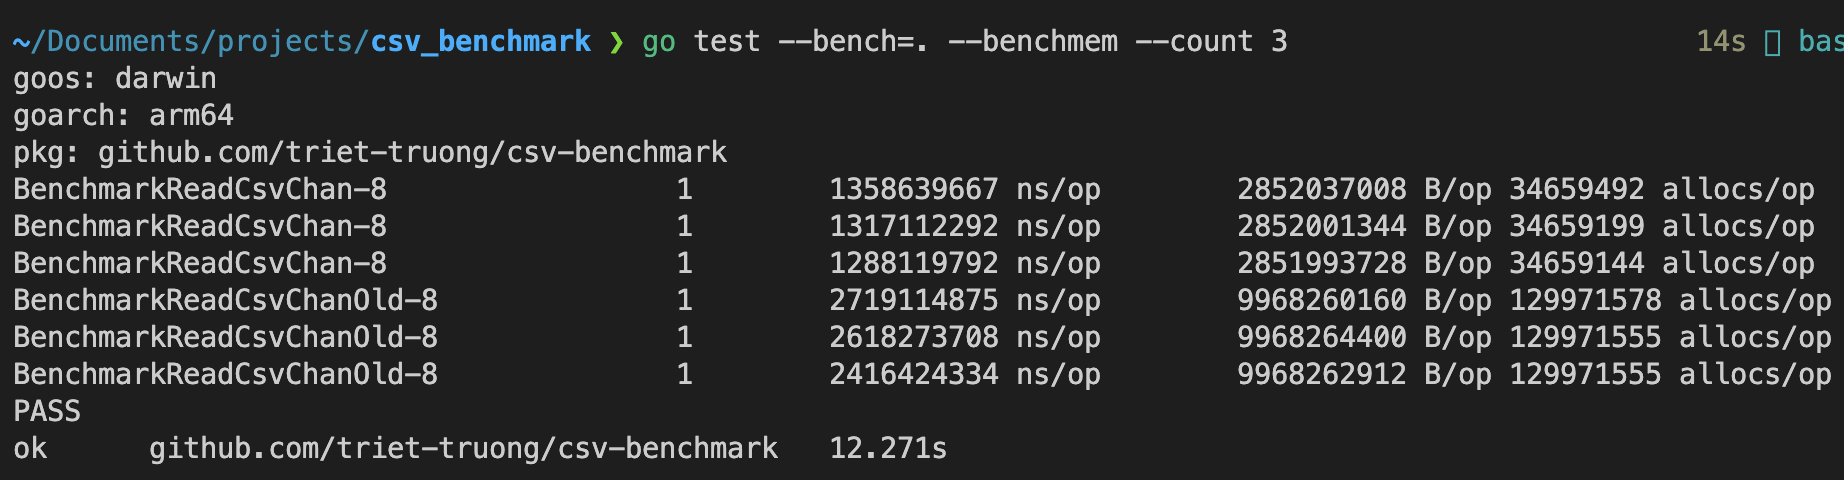 ~/Documents/projects/csv_benchmark ❯ go test --bench=. --benchmem --count 3 14s bas
goos: darwin
goarch: arm64
pkg: github.com/triet-truong/csv-benchmark
BenchmarkReadCsvChan-8 1 1358639667 ns/op 2852037008 B/op 34659492 allocs/op
BenchmarkReadCsvChan-8 1 1317112292 ns/op 2852001344 B/op 34659199 allocs/op
BenchmarkReadCsvChan-8 1 1288119792 ns/op 2851993728 B/op 34659144 allocs/op
BenchmarkReadCsvChanOld-8 1 2719114875 ns/op 9968260160 B/op 129971578 allocs/op
BenchmarkReadCsvChanOld-8 1 2618273708 ns/op 9968264400 B/op 129971555 allocs/op
BenchmarkReadCsvChanOld-8 1 2416424334 ns/op 9968262912 B/op 129971555 allocs/op
PASS
ok github.com/triet-truong/csv-benchmark 12.271s